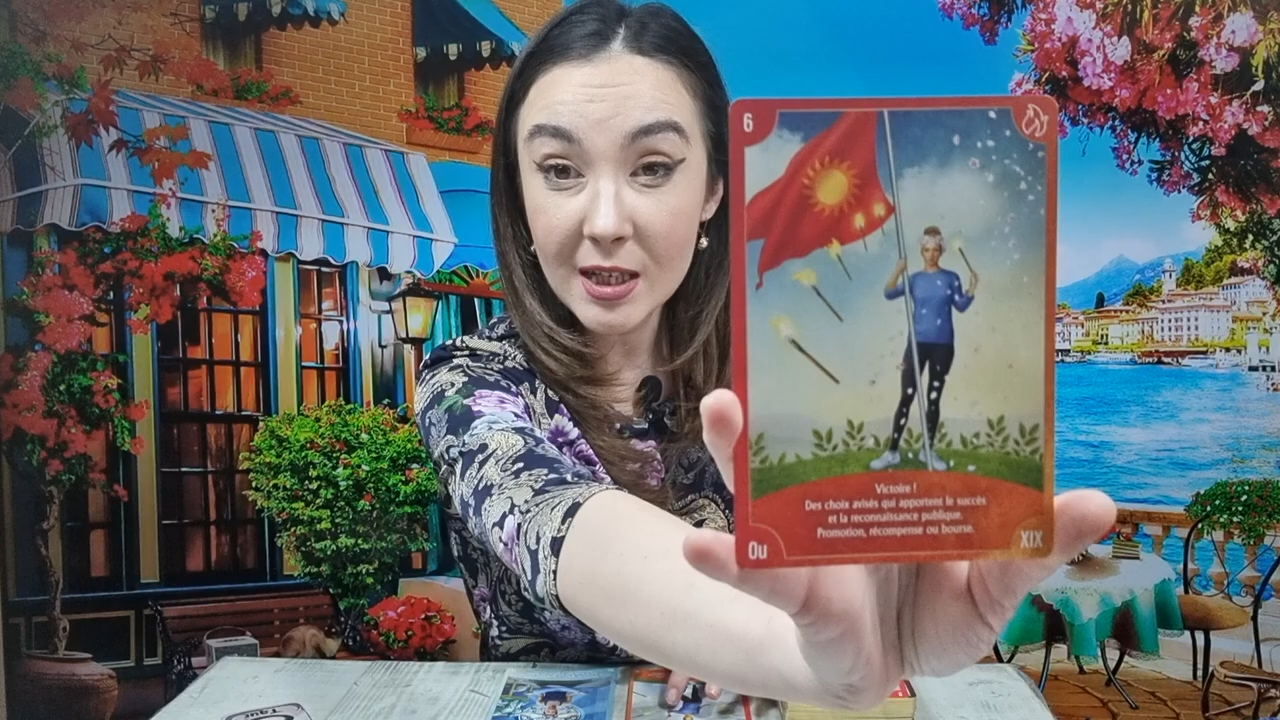 6
Victoire !
Des choix avisés qui apportent le succès
et la reconnaissance publique.
Promotion, récompense ou bourse.
Ou
XIX